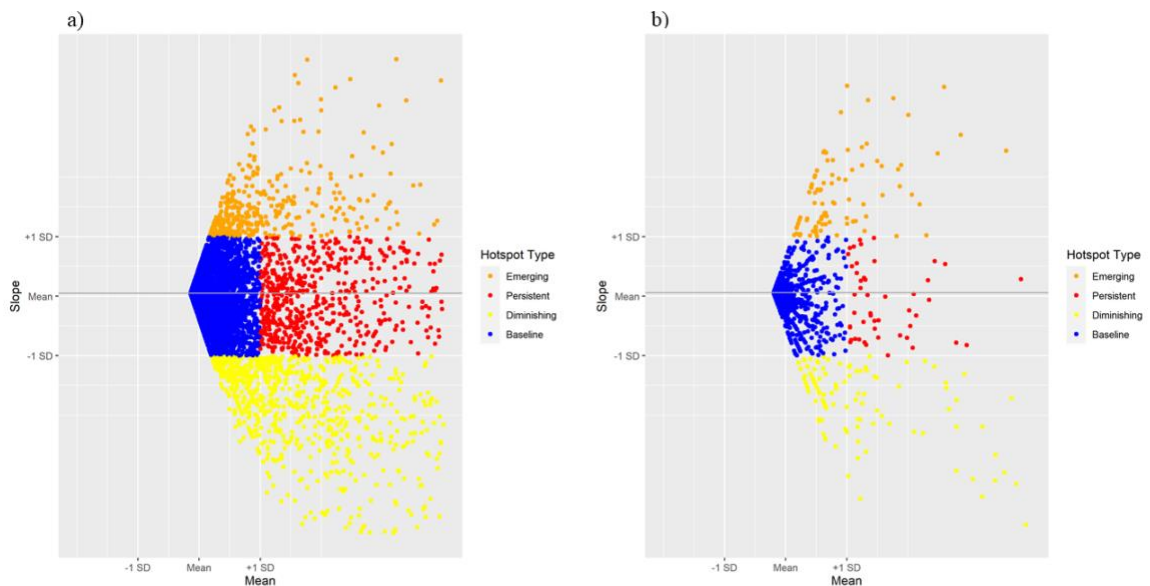 a)
+1 SD
Mean
-1 SD
Slope
-1 SD
Mean
+1 SD
Mean
Hotspot Type
Emerging
Persistent
Diminishing
Baseline
b)
+1 SD
Mean
-1 SD
Slope
-1 SD
Mean
+1 SD
Mean
Hotspot Type
Emerging
Persistent
Diminishing
Baseline